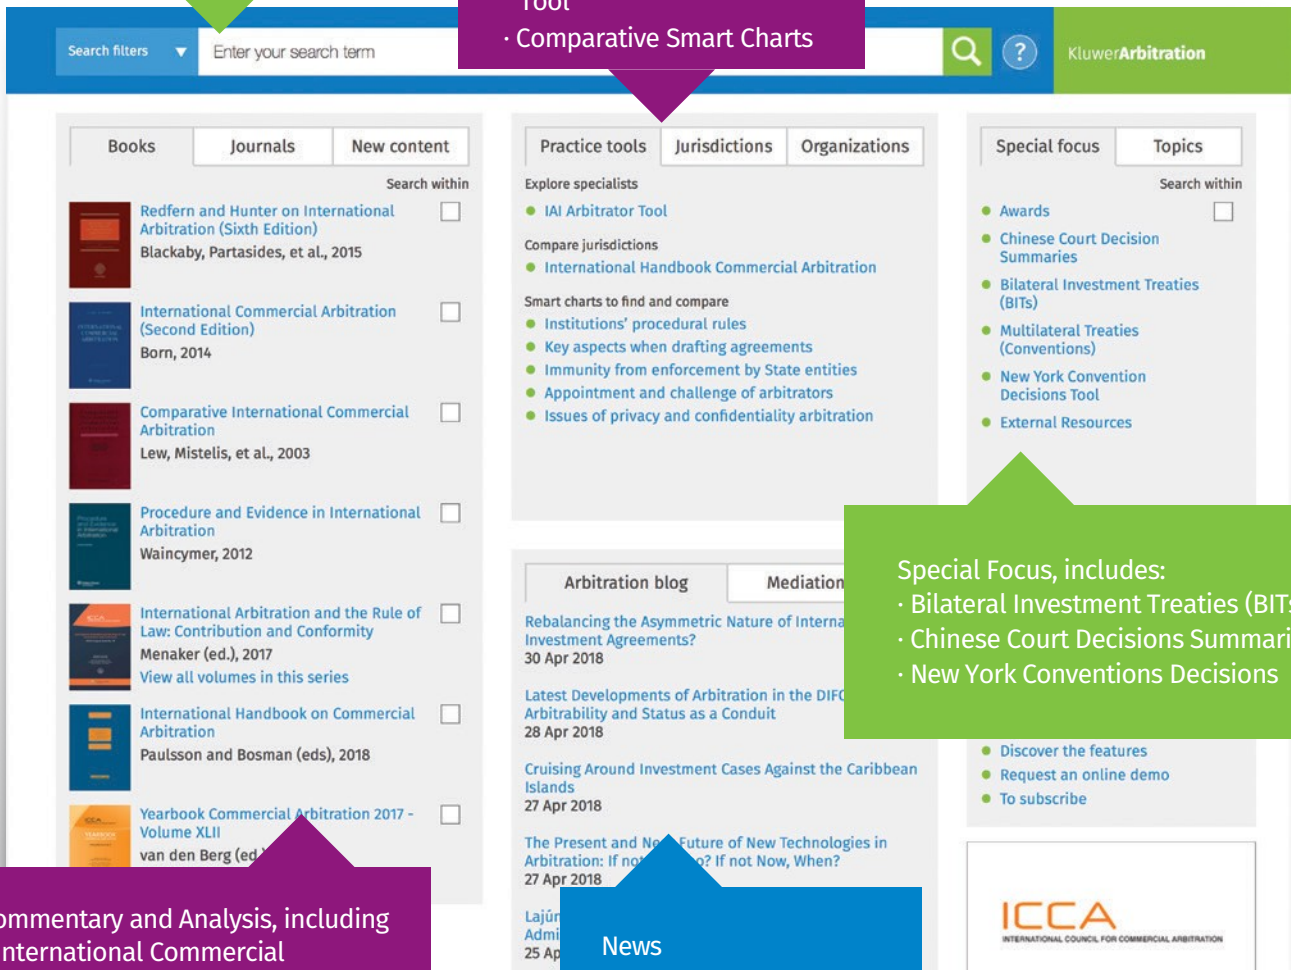 Tool
· Comparative Smart Charts
Search filters
Enter your search term
?
KluwerArbitration
Books
Journals
New content
Search within
Redfern and Hunter on International
Arbitration (Sixth Edition)
Blackaby, Partasides, et al., 2015
International Commercial Arbitration
(Second Edition)
Born, 2014
Comparative International Commercial
Arbitration
Lew, Mistelis, et al., 2003
Procedure and Evidence in International
Arbitration
Waincymer, 2012
International Arbitration and the Rule of
Law: Contribution and Conformity
Menaker (ed.), 2017
View all volumes in this series
International Handbook on Commercial
Arbitration
Paulsson and Bosman (eds), 2018
Yearbook Commercial Arbitration 2017 -
Volume XLII
van den Berg (ed
ommentary and Analysis, including
nternational Commercial
Practice tools
Jurisdictions
Organizations
Explore specialists
IAI Arbitrator Tool
Compare jurisdictions
International Handbook Commercial Arbitration
Smart charts to find and compare
Institutions' procedural rules
Key aspects when drafting agreements
Immunity from enforcement by State entities
Appointment and challenge of arbitrators
Issues of privacy and confidentiality arbitration
Arbitration blog
Mediation
Rebalancing the Asymmetric Nature of Interna
Investment Agreements?
30 Apr 2018
Latest Developments of Arbitration in the DIFC
Arbitrability and Status as a Conduit
28 Apr 2018
Cruising Around Investment Cases Against the Caribbean
Islands
27 Apr 2018
The Present and Ne Future of New Technologies in
Arbitration: If not o? If not Now, When?
27 Apr 2018
Lajún
Admi
25 Ap
News
Special focus
Topics
Search within
Awards
Chinese Court Decision
Summaries
Bilateral Investment Treaties
(BITs)
Multilateral Treaties
(Conventions)
New York Convention
Decisions Tool
External Resources
Special Focus, includes:
· Bilateral Investment Treaties (BITs
· Chinese Court Decisions Summari
· New York Conventions Decisions
Discover the features
Request an online demo
To subscribe
ICCA
INTERNATIONAL COUNCIL FOR COMMERCIAL ARBITRATION